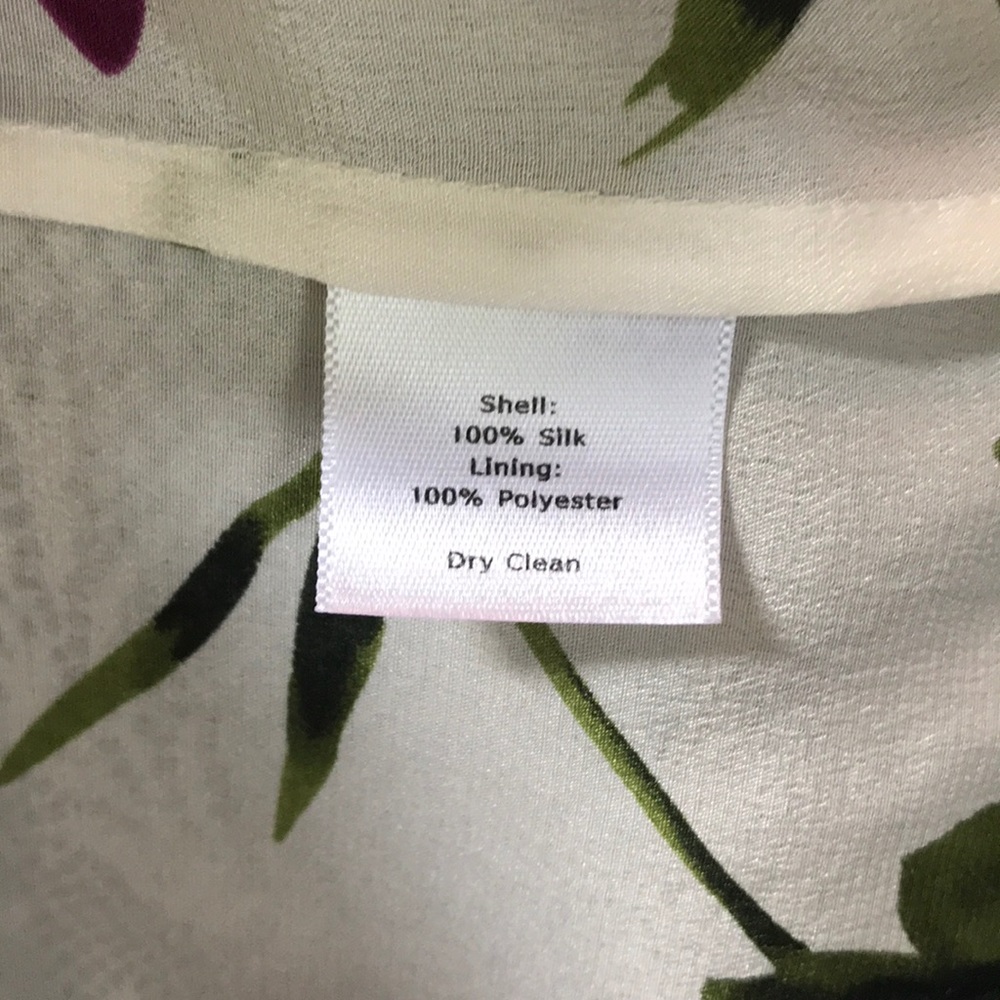 Shell:
100% Silk
Lining:
100% Polyester
Dry Clean